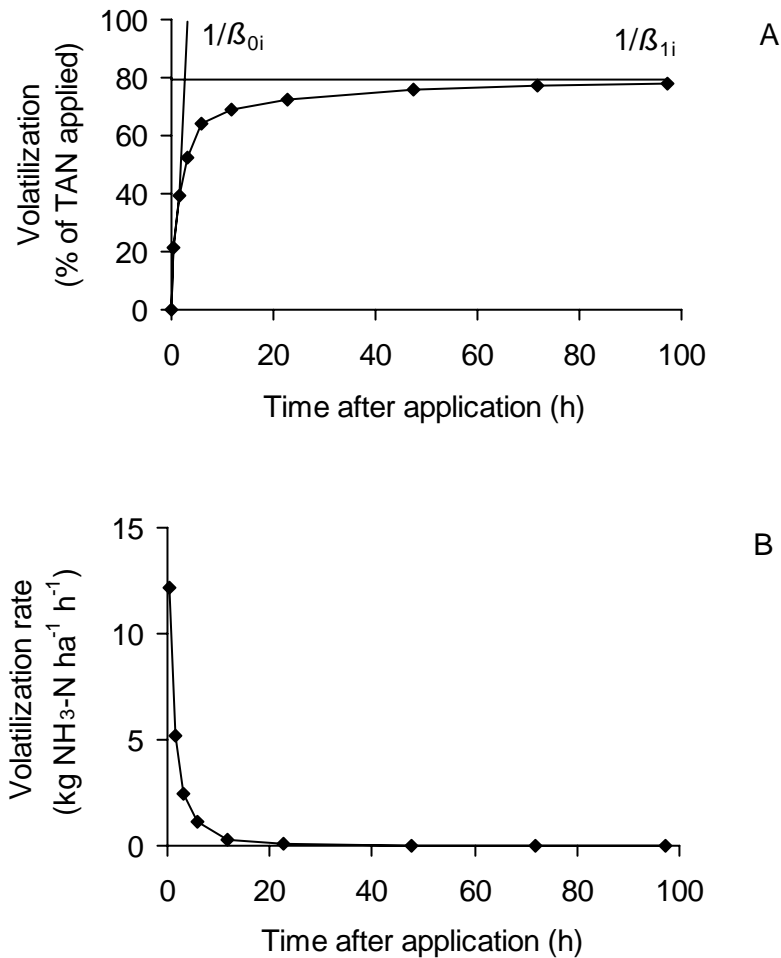 A
1/ß0i
1/ß1i
Volatilization
(% of TAN applied)
100
80
60
40
20
0
0 20 40 60 80 100
Time after application (h)
B
Volatilization rate
(kg NH3-N ha-1 h-1)
15
10
5
0
0 20 40 60 80 100
Time after application (h)